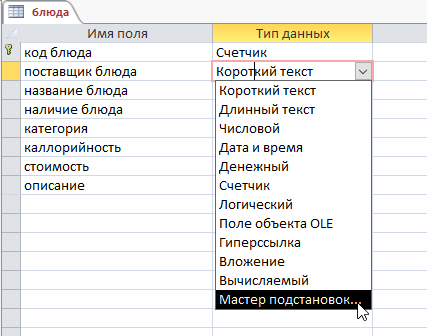 блюда
Имя поля Тип данных
код блюда Счетчик
поставщик блюда Короткий текст
название блюда Короткий текст
наличие блюда Длинный текст
категория Числовой
каллорийность Дата и время
стоимость Денежный
описание Счетчик
Логический
Поле объекта OLE
Гиперссылка
Вложение
Вычисляемый
Мастер подстановок...